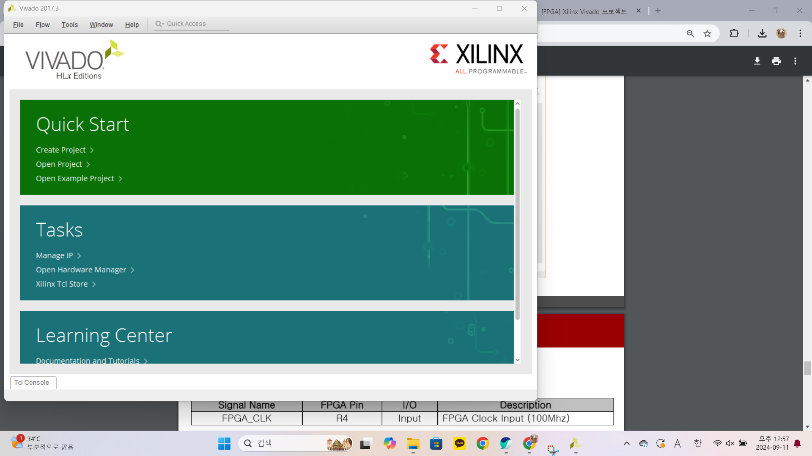 Vivado 2017.3
File Flow Tools Window Help Quick Access
VIVADO
HLx Editions
XILINX
ALL PROGRAMMABLE
Quick Start
Create Project
Open Project
Open Example Project
Tasks
Manage IP
Open Hardware Manager
Xilinx Tcl Store
Learning Center
Documentation and Tutorials
Tcl Console
[FPGA] Xilinx Vivado 프로젝트
Signal Name FPGA Pin I/O Description
FPGA_CLK R4 Input FPGA Clock Input (100Mhz)
1
검색
A 한
오후 12:57
2024-09-11